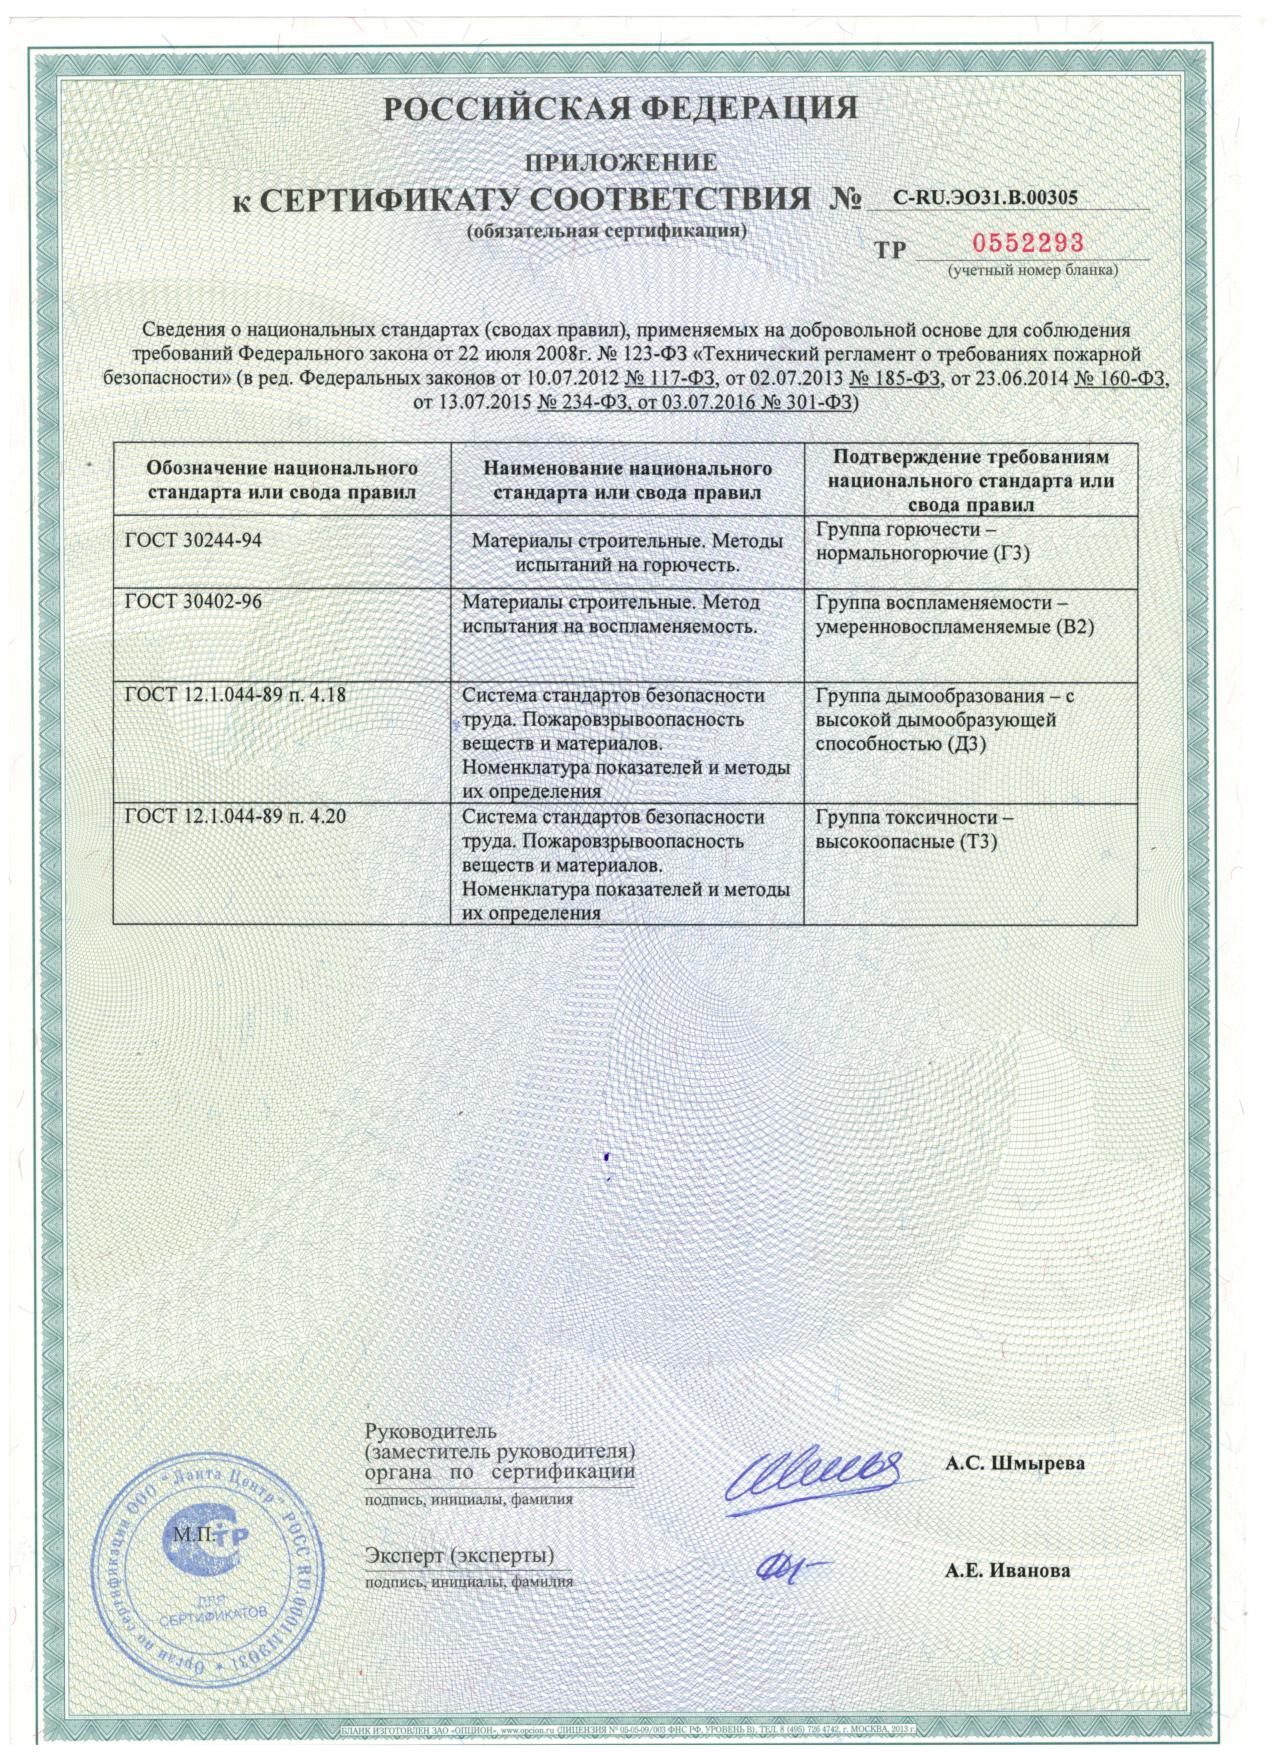 РОССИЙСКАЯ ФЕДЕРАЦИЯ
ПРИЛОЖЕНИЕ
к СЕРТИФИКАТУ СООТВЕТСТВИЯ № C-RU.ЭО31.В.00305
(обязательная сертификация)
ТР 0552293
(учетный номер бланка)
Сведения о национальных стандартах (сводах правил), применяемых на добровольной основе для соблюдения
требований Федерального закона от 22 июля 2008г. № 123-ФЗ «Технический регламент о требованиях пожарной
безопасности» (в ред. Федеральных законов от 10.07.2012 № 117-ФЗ, от 02.07.2013 № 185-ФЗ, от 23.06.2014 № 160-ФЗ,
от 13.07.2015 № 234-ФЗ, от 03.07.2016 № 301-ФЗ)
Обозначение национального
стандарта или свода правил
Наименование национального
стандарта или свода правил
Подтверждение требованиям
национального стандарта или
свода правил
ГОСТ 30244-94
Материалы строительные. Методы
испытаний на горючесть.
Группа горючести –
нормальногорючие (Г3)
ГОСТ 30402-96
Материалы строительные. Метод
испытания на воспламеняемость.
Группа воспламеняемости –
умеренновоспламеняемые (В2)
ГОСТ 12.1.044-89 п. 4.18
Система стандартов безопасности
труда. Пожаровзрывоопасность
веществ и материалов.
Номенклатура показателей и методы
их определения
Группа дымообразования – с
высокой дымообразующей
способностью (Д3)
ГОСТ 12.1.044-89 п. 4.20
Система стандартов безопасности
труда. Пожаровзрывоопасность
веществ и материалов.
Номенклатура показателей и методы
их определения
Группа токсичности –
высокоопасные (Т3)
Руководитель
(заместитель руководителя)
органа по сертификации
подпись, инициалы, фамилия
А.С. Шмырева
М.П.
Эксперт (эксперты)
подпись, инициалы, фамилия
А.Е. Иванова
Орган по сертификации ООО "Ланта Центр" РОСС RU.0001.11ЭО31 *
ДЛЯ
СЕРТИФИКАТОВ
БЛАНК ИЗГОТОВЛЕН ЗАО «ОПЦИОН», www.opcion.ru (ЛИЦЕНЗИЯ № 05-05-09/003 ФНС РФ, УРОВЕНЬ В), ТЕЛ. 8 (495) 726 4742, г. МОСКВА, 2013 г.